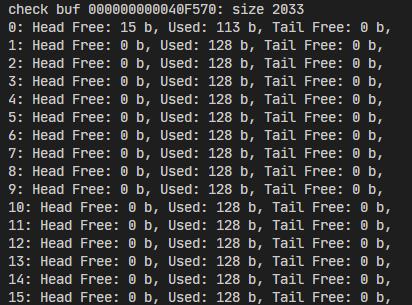 check buf 000000000040F570: size 2033
0: Head Free: 15 b, Used: 113 b, Tail Free: 0 b,
1: Head Free: 0 b, Used: 128 b, Tail Free: 0 b,
2: Head Free: 0 b, Used: 128 b, Tail Free: 0 b,
3: Head Free: 0 b, Used: 128 b, Tail Free: 0 b,
4: Head Free: 0 b, Used: 128 b, Tail Free: 0 b,
5: Head Free: 0 b, Used: 128 b, Tail Free: 0 b,
6: Head Free: 0 b, Used: 128 b, Tail Free: 0 b,
7: Head Free: 0 b, Used: 128 b, Tail Free: 0 b,
8: Head Free: 0 b, Used: 128 b, Tail Free: 0 b,
9: Head Free: 0 b, Used: 128 b, Tail Free: 0 b,
10: Head Free: 0 b, Used: 128 b, Tail Free: 0 b,
11: Head Free: 0 b, Used: 128 b, Tail Free: 0 b,
12: Head Free: 0 b, Used: 128 b, Tail Free: 0 b,
13: Head Free: 0 b, Used: 128 b, Tail Free: 0 b,
14: Head Free: 0 b, Used: 128 b, Tail Free: 0 b,
15: Head Free: 0 b, Used: 128 b, Tail Free: 0 b,